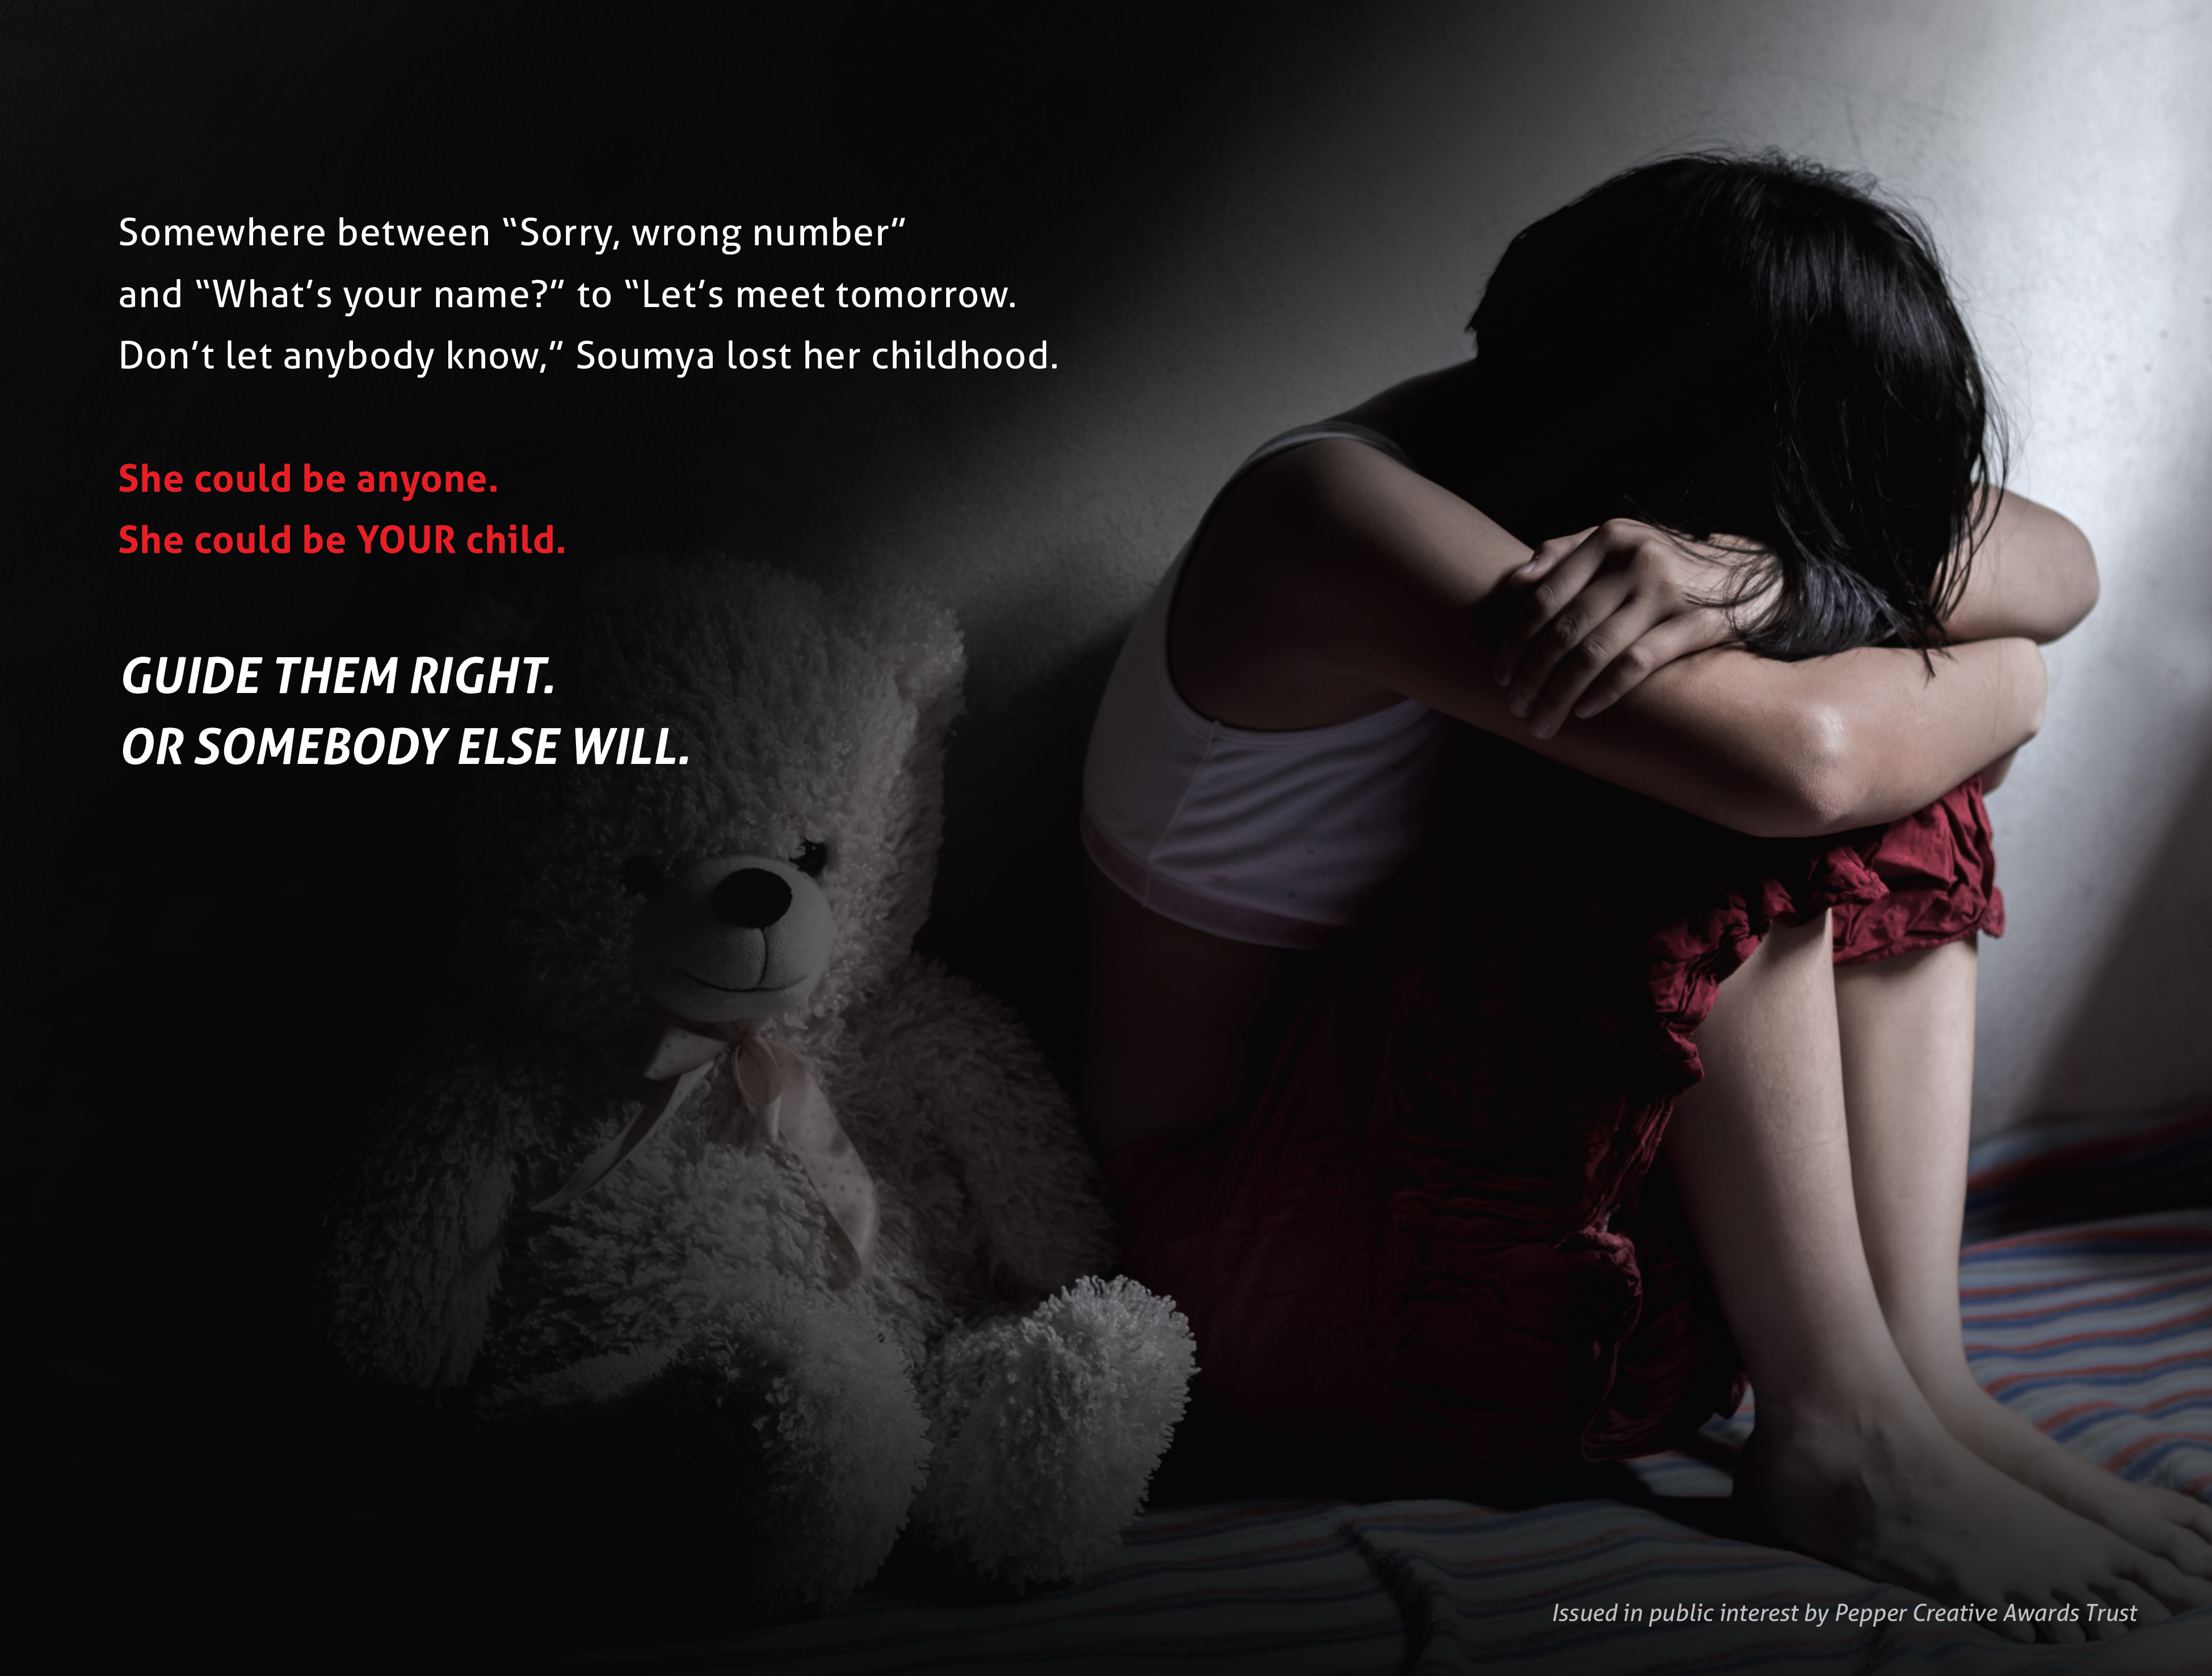 Somewhere between “Sorry, wrong number”
and “What’s your name?” to “Let’s meet tomorrow.
Don’t let anybody know,” Soumya lost her childhood.
She could be anyone.
She could be YOUR child.
GUIDE THEM RIGHT.
OR SOMEBODY ELSE WILL.
Issued in public interest by Pepper Creative Awards Trust